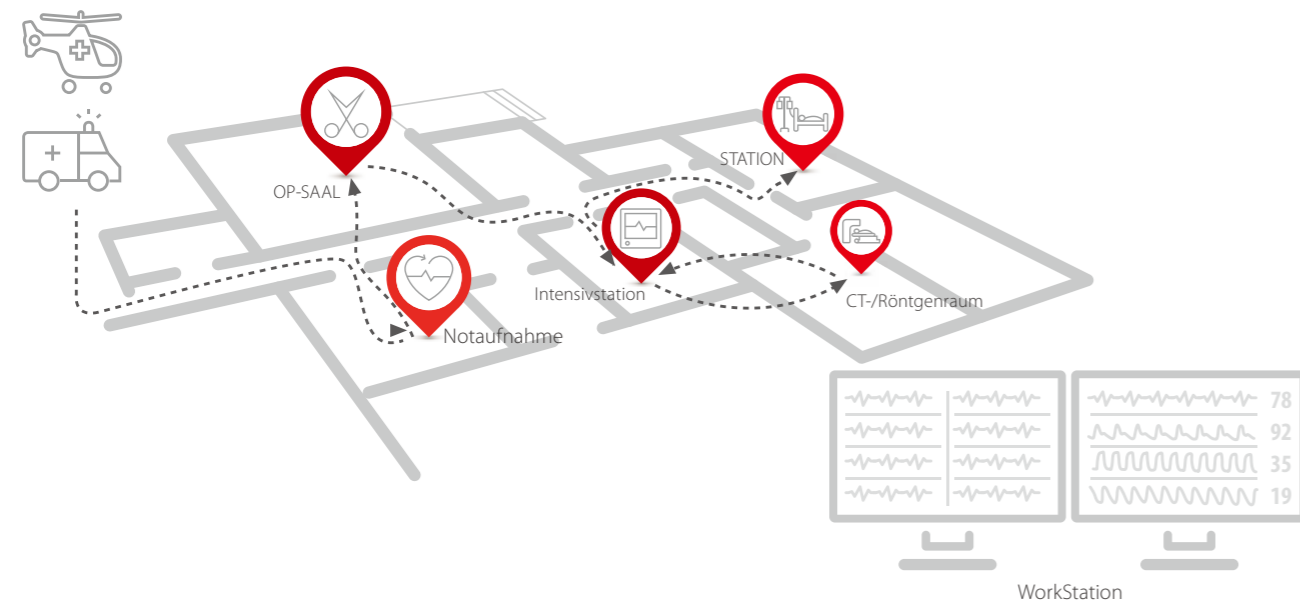 STATION
OP-SAAL
Intensivstation
CT-/Röntgenraum
Notaufnahme
78
92
35
19
WorkStation